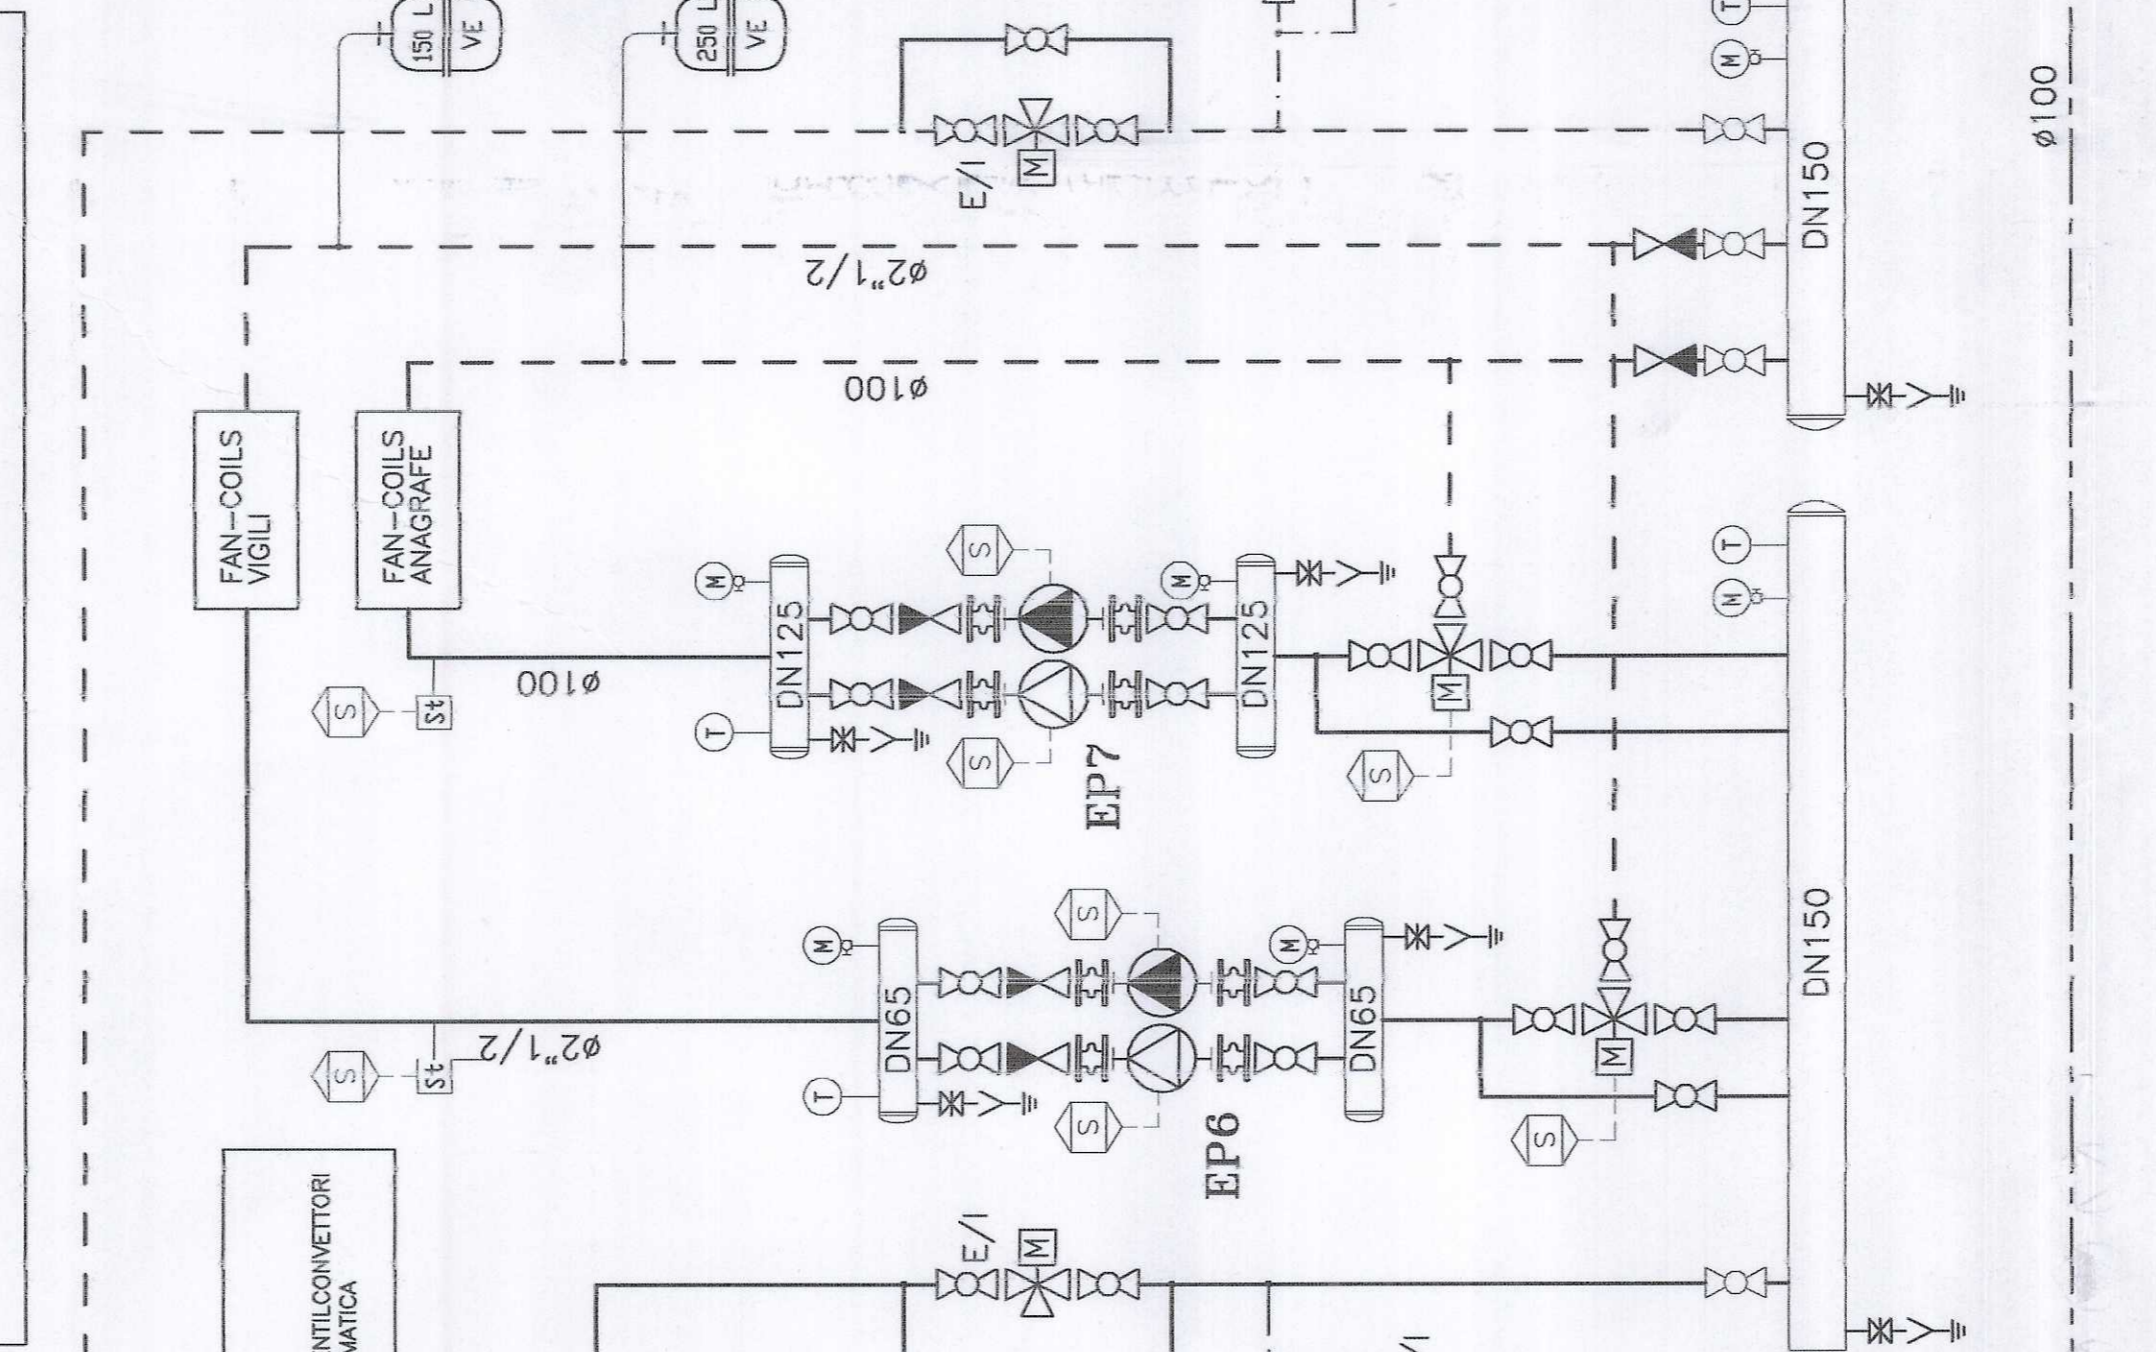 150 L
VE
250 L
VE
T
M
ø100
E/I
M
DN150
ø2"1/2
ø100
FAN-COILS
VIGILI
FAN-COILS
ANAGRAFE
S
M
M
T
M
DN125
DN125
S
St
ø100
M
T
S
EP7
S
S
M
M
DN150
DN65
DN65
S
St
ø2"1/2
M
T
S
EP6
S
E/I
M
NTILCONVETTORI
MATICA
/I